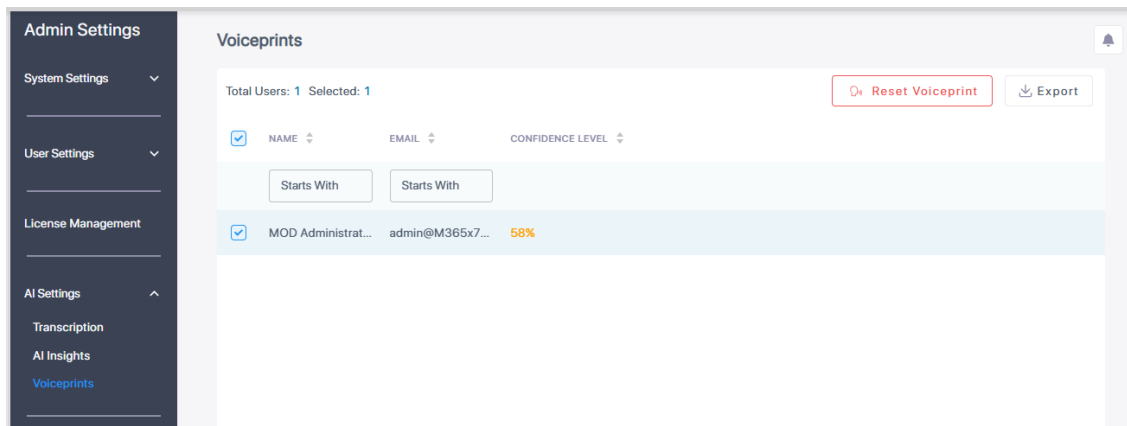 Admin Settings
System Settings
User Settings
License Management
AI Settings
Transcription
AI Insights
Voiceprints
Voiceprints
Total Users: 1 Selected: 1
Reset Voiceprint
Export
NAME EMAIL CONFIDENCE LEVEL
Starts With Starts With
MOD Administrat... admin@M365x7... 58%